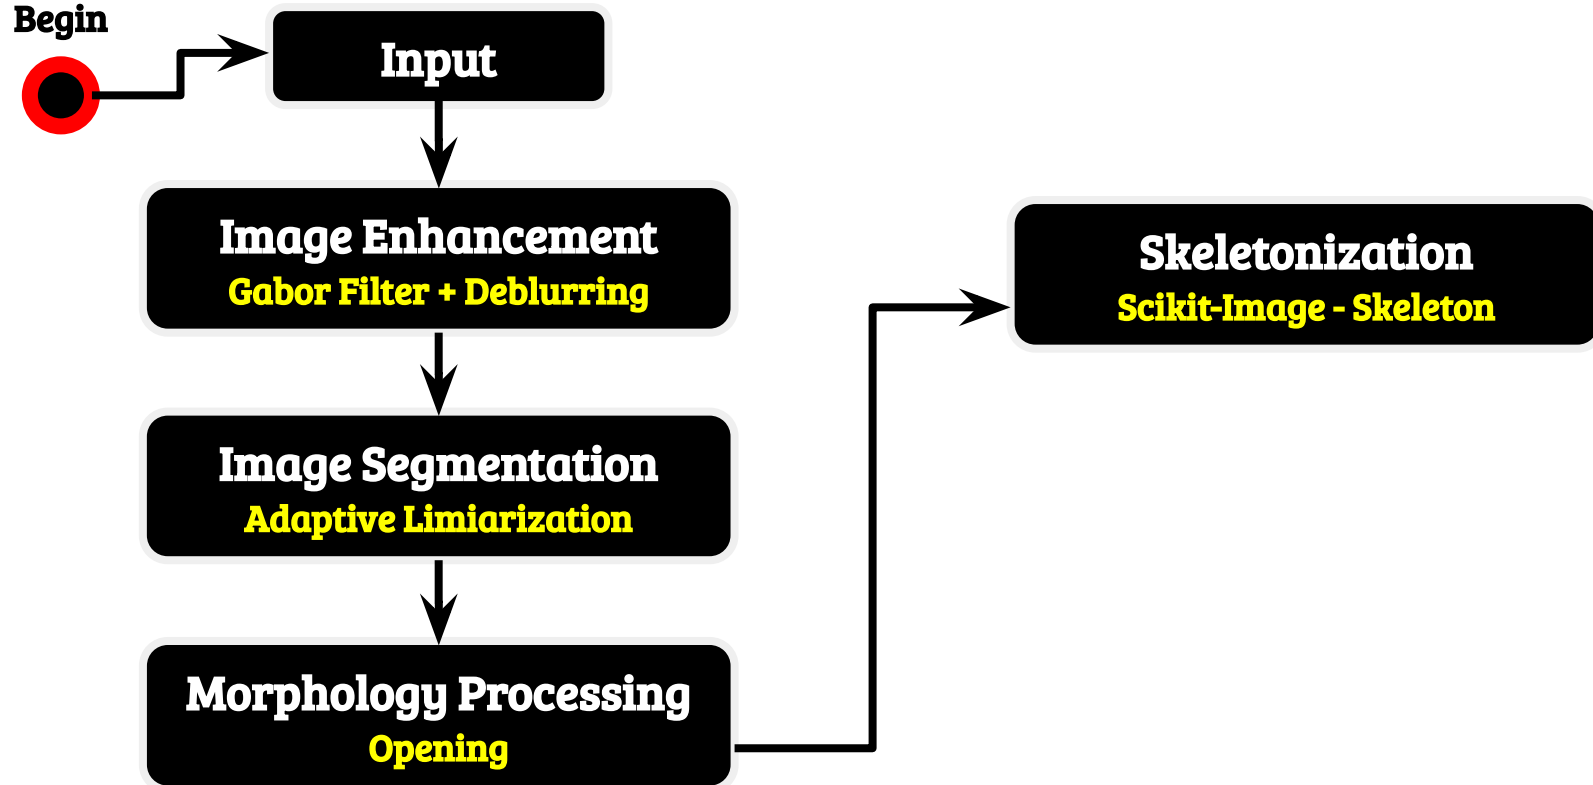 Begin
Input
Image Enhancement
Gabor Filter + Deblurring
Image Segmentation
Adaptive Limiarization
Morphology Processing
Opening
Skeletonization
Scikit-Image - Skeleton